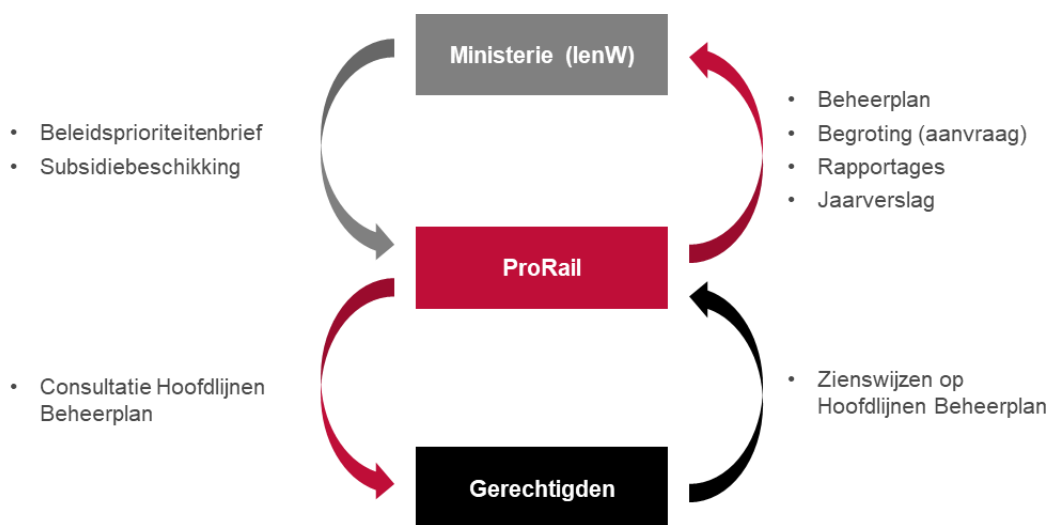 Ministerie (IenW)
• Beleidsprioriteitenbrief
• Subsidiebeschikking
• Beheerplan
• Begroting (aanvraag)
• Rapportages
• Jaarverslag
ProRail
• Consultatie Hoofdlijnen
Beheerplan
• Zienswijzen op
Hoofdlijnen Beheerplan
Gerechtigden